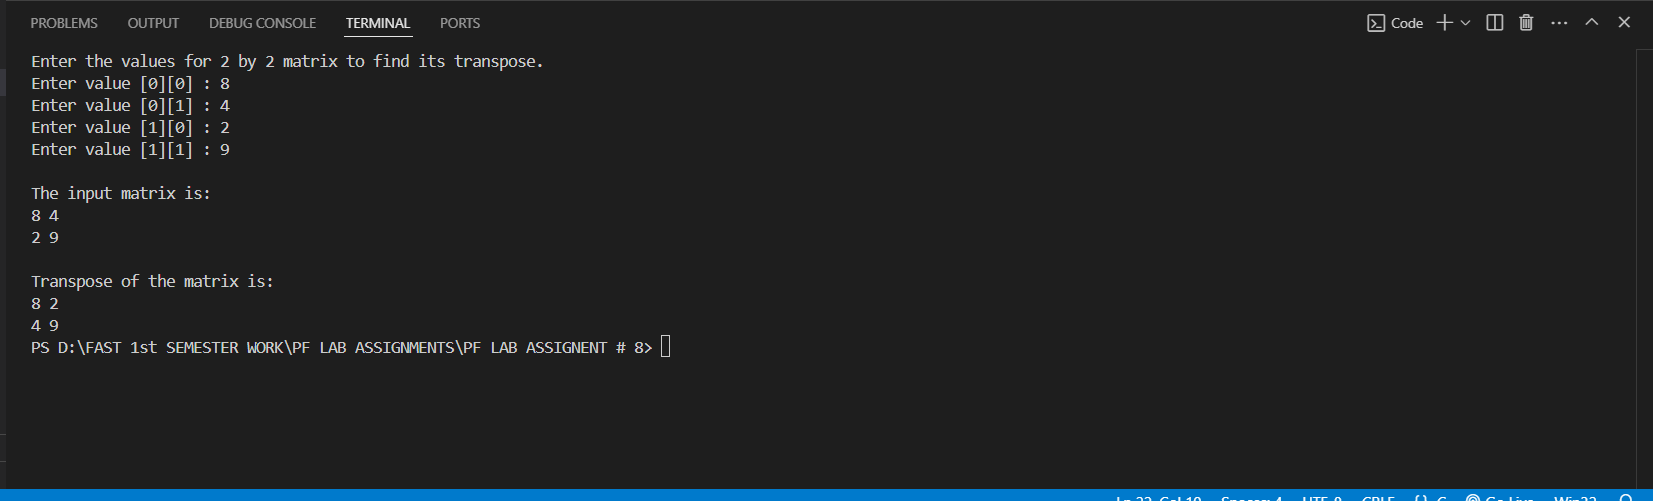 PROBLEMS OUTPUT DEBUG CONSOLE TERMINAL PORTS Code
Enter the values for 2 by 2 matrix to find its transpose.
Enter value [0][0] : 8
Enter value [0][1] : 4
Enter value [1][0] : 2
Enter value [1][1] : 9
The input matrix is:
8 4
2 9
Transpose of the matrix is:
8 2
4 9
PS D:\FAST 1st SEMESTER WORK\PF LAB ASSIGNMENTS\PF LAB ASSIGNENT # 8>